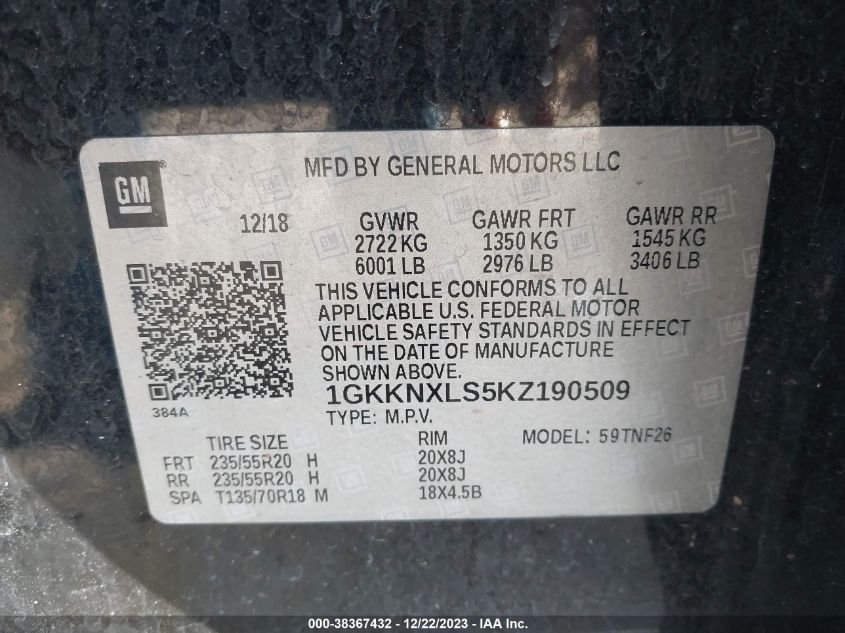 GM
MFD BY GENERAL MOTORS LLC
12/18 GVWR GAWR FRT GAWR RR
2722 KG 1350 KG 1545 KG
6001 LB 2976 LB 3406 LB
THIS VEHICLE CONFORMS TO ALL
APPLICABLE U.S. FEDERAL MOTOR
VEHICLE SAFETY STANDARDS IN EFFECT
ON THE DATE OF MANUFACTURE
SHOWN ABOVE.
1GKKNXLS5KZ190509
384A
TYPE: M.P.V.
TIRE SIZE RIM MODEL: 59TNF26
FRT 235/55R20 H 20X8J
RR 235/55R20 H 20X8J
SPA T135/70R18 M 18X4.5B
000-38367432 - 12/22/2023 - IAA Inc.